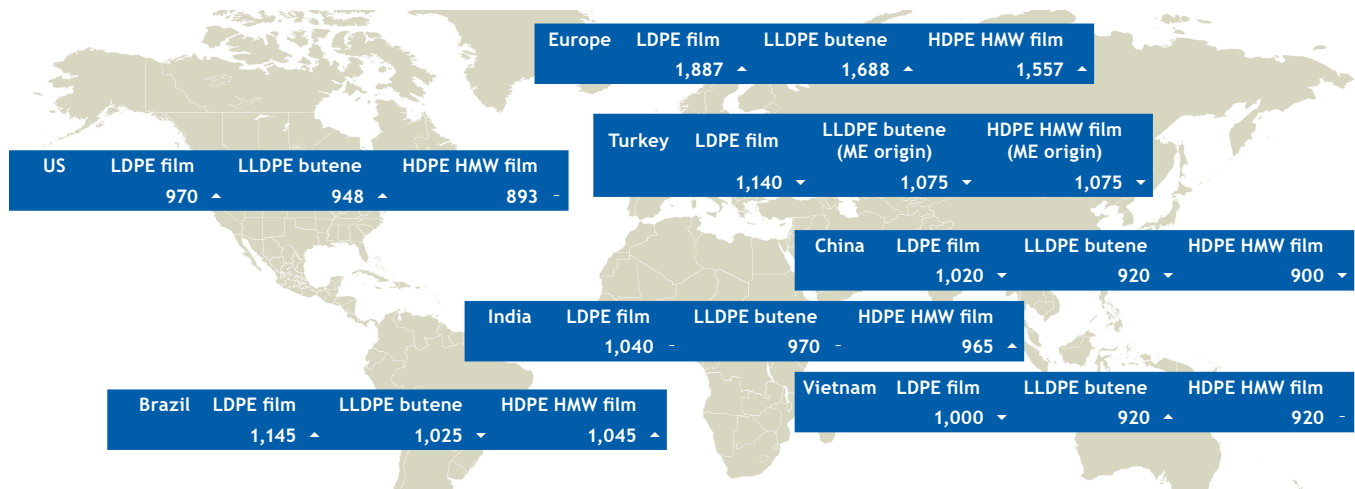 Europe LDPE film LLDPE butene HDPE HMW film
1,887 ▲ 1,688 ▲ 1,557 ▲
Turkey LDPE film LLDPE butene (ME origin) HDPE HMW film (ME origin)
1,140 ▼ 1,075 ▼ 1,075 ▼
US LDPE film LLDPE butene HDPE HMW film
970 ▲ 948 ▲ 893 –
China LDPE film LLDPE butene HDPE HMW film
1,020 ▼ 920 ▼ 900 ▼
India LDPE film LLDPE butene HDPE HMW film
1,040 – 970 – 965 ▲
Vietnam LDPE film LLDPE butene HDPE HMW film
1,000 ▼ 920 ▲ 920 –
Brazil LDPE film LLDPE butene HDPE HMW film
1,145 ▲ 1,025 ▼ 1,045 ▲